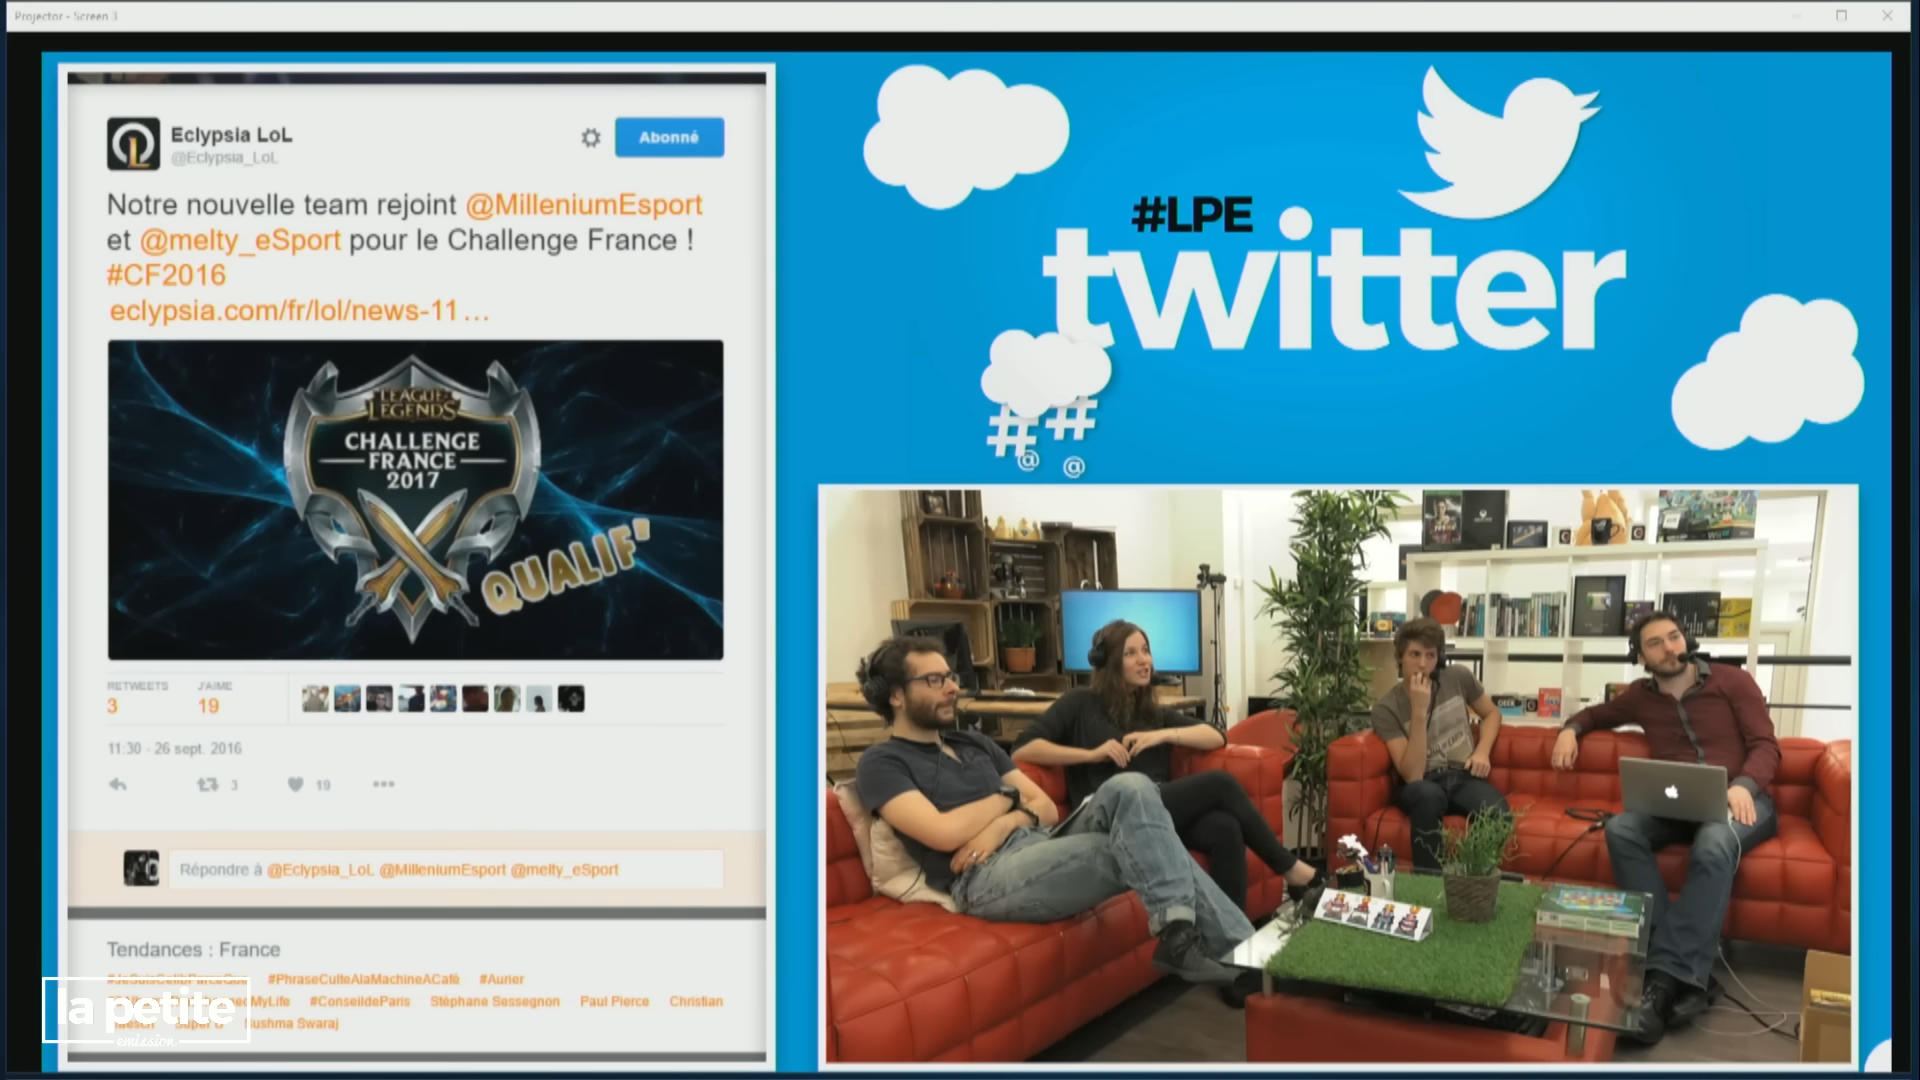 Projector - Screen 3
Eclypsia LoL
@Eclypsia_LoL
Abonné
Notre nouvelle team rejoint @MilleniumEsport
et @melty_eSport pour le Challenge France !
#CF2016
eclypsia.com/fr/lol/news-11…
LEAGUE OF
LEGENDS
CHALLENGE
FRANCE
2017
QUALIF'
RETWEETS
J'AIME
3
19
11:30 - 26 sept. 2016
3
19
Répondre à @Eclypsia_LoL @MilleniumEsport @melty_eSport
Tendances : France
#PhraseCulteAlaMachineACafé #Aurier
#ConseildeParis Stéphane Sessegnon Paul Pierce Christian
Sushma Swaraj
la petite
emission
#LPE
twitter
##
@ @